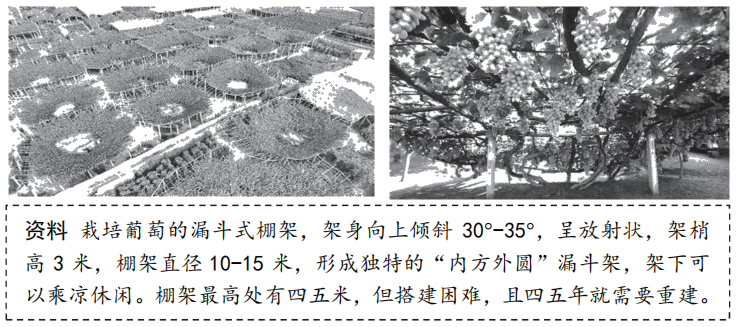 资料 栽培葡萄的漏斗式棚架，架身向上倾斜 30°-35°，呈放射状，架梢
高 3 米，棚架直径 10-15 米，形成独特的“内方外圆”漏斗架，架下可
以乘凉休闲。棚架最高处有四五米，但搭建困难，且四五年就需要重建。